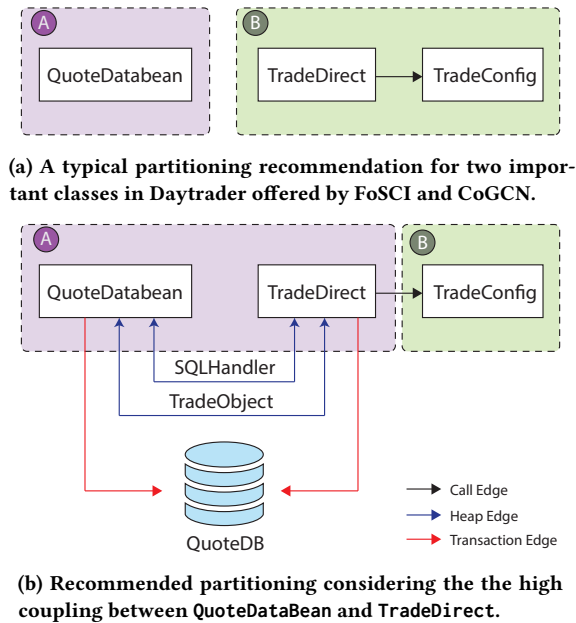 A
B
QuoteDatabean
TradeDirect
TradeConfig
(a) A typical partitioning recommendation for two impor-
tant classes in Daytrader offered by FoSCI and CoGCN.
A
B
QuoteDatabean
TradeDirect
TradeConfig
SQLHandler
TradeObject
QuoteDB
Call Edge
Heap Edge
Transaction Edge
(b) Recommended partitioning considering the the high
coupling between QuoteDataBean and TradeDirect.